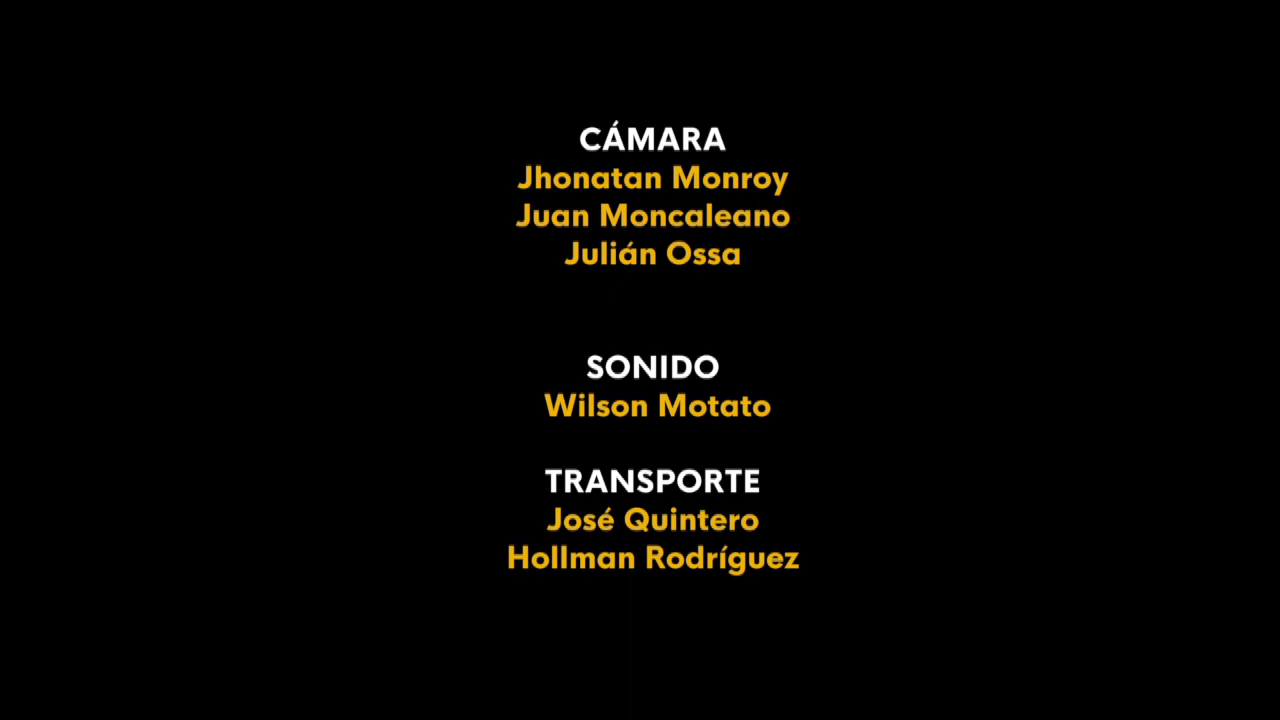 CÁMARA
Jhonatan Monroy
Juan Moncaleano
Julián Ossa
SONIDO
Wilson Motato
TRANSPORTE
José Quintero
Hollman Rodríguez